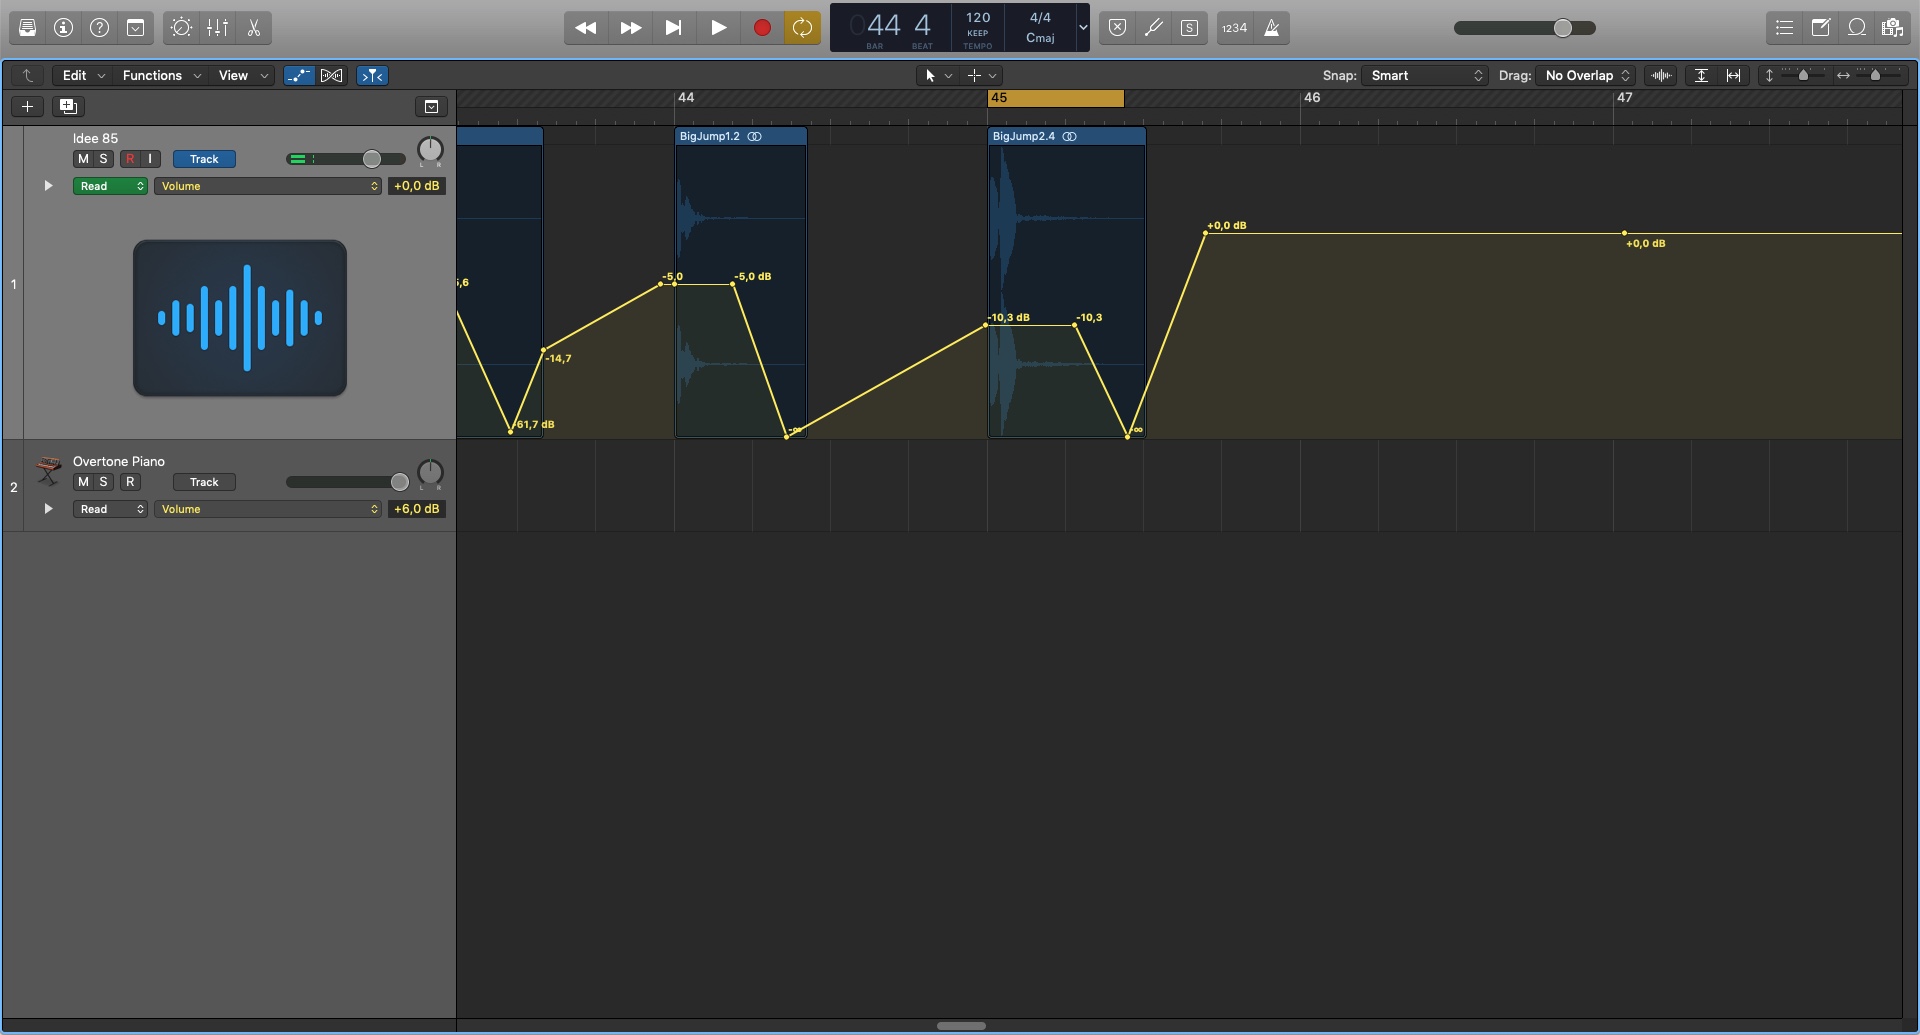 44 4
BAR BEAT
120
KEEP
TEMPO
4/4
Cmaj
S
1234
Edit Functions View
Snap: Smart
Drag: No Overlap
44 45 46 47
1
Idee 85
M S R I Track
L R
Read Volume +0,0 dB
BigJump1.2
BigJump2.4
-61,7 dB
-14,7
-5,0
-5,0 dB
-∞
-10,3 dB
-10,3
-∞
+0,0 dB
+0,0 dB
2
Overtone Piano
M S R Track
L R
Read Volume +6,0 dB